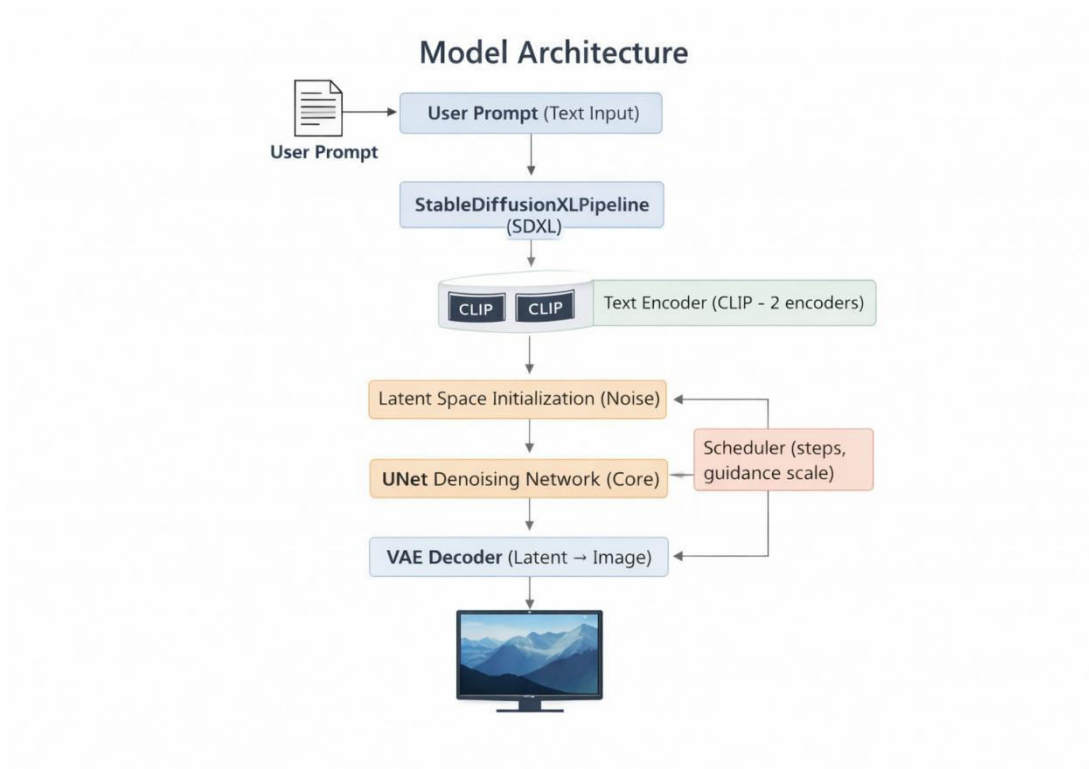 Model Architecture
User Prompt (Text Input)
User Prompt
StableDiffusionXLPipeline
(SDXL)
CLIP CLIP
Text Encoder (CLIP - 2 encoders)
Latent Space Initialization (Noise)
Scheduler (steps,
guidance scale)
UNet Denoising Network (Core)
VAE Decoder (Latent → Image)